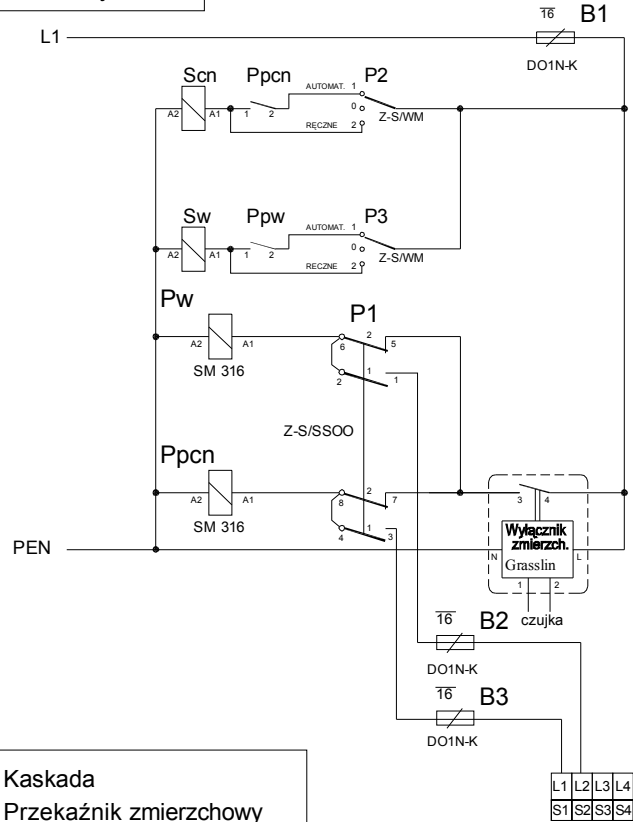 16 B1
L1
DO1N-K
Scn Ppcn P2
AUTOMAT. 1
A2 A1 1 2 0 Z-S/WM
RĘCZNE 2
Sw Ppw P3
AUTOMAT. 1
A2 A1 1 2 0 Z-S/WM
RECZNE 2
Pw
P1
A2 A1 6 2 5
SM 316
2 1 1
Z-S/SSOO
Ppcn
A2 A1 8 2 7 3 4
SM 316
4 1 3
Wyłącznik
zmierzch.
PEN N L
Grasslin
1 2
czujka
16 B2
DO1N-K
16 B3
DO1N-K
Kaskada
Przekaźnik zmierzchowy
L1 L2 L3 L4
S1 S2 S3 S4